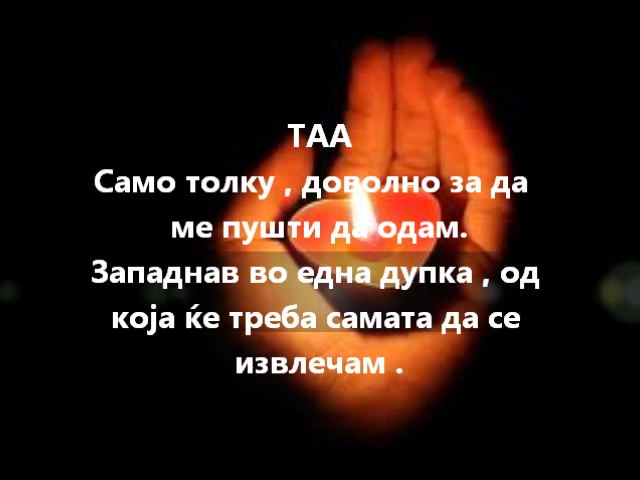 ТАА
Само толку , доволно за да
ме пушти да одам.
Западнав во една дупка , од
која ќе треба самата да се
извлечам .